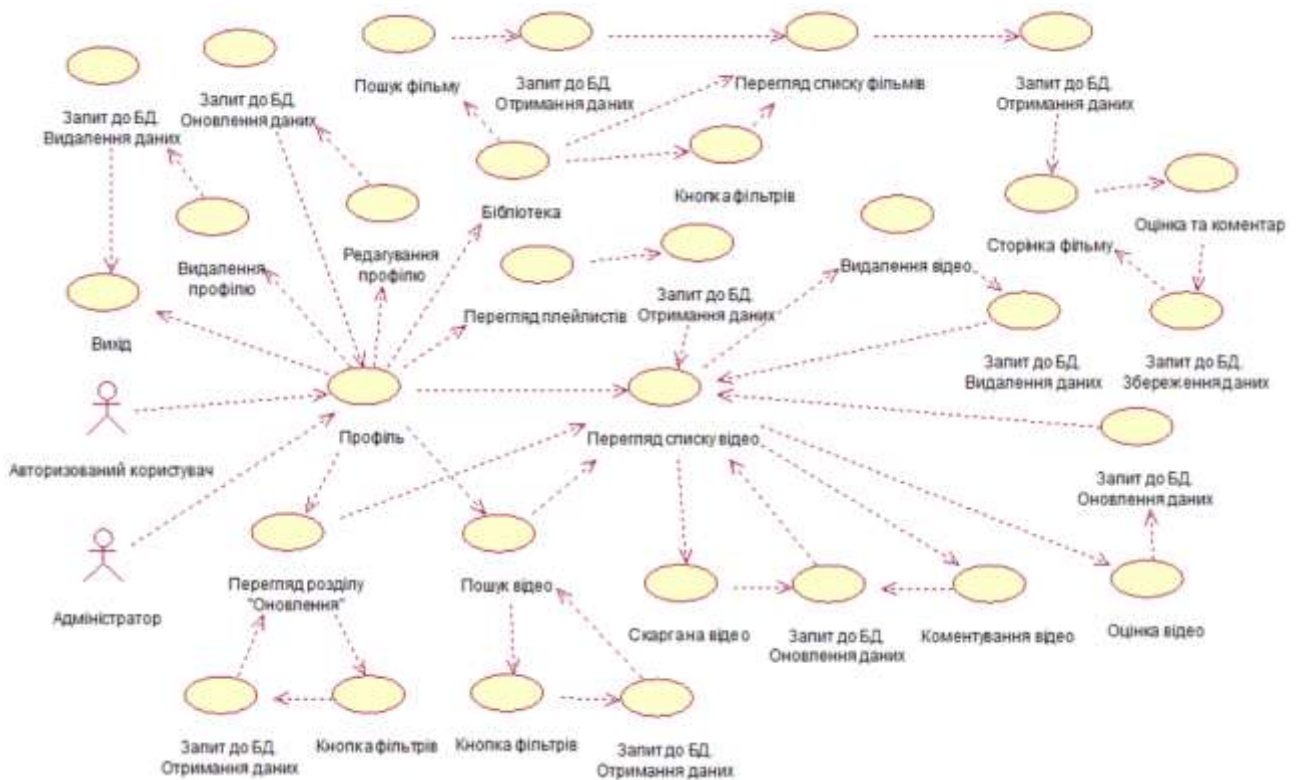 Пошук фільму
Запит до БД.
Отримання даних
Перегляд списку фільмів
Запит до БД.
Отримання даних
Запит до БД.
Видалення даних
Запит до БД.
Оновлення даних
Бібліотека
Кнопка фільтрів
Сторінка фільму
Оцінка та коментар
Видалення
профілю
Редагування
профілю
Перегляд плейлистів
Запит до БД.
Отримання даних
Видалення відео
Вихід
Запит до БД.
Видалення даних
Запит до БД.
Збереження даних
Авторизований користувач
Профіль
Перегляд списку відео
Запит до БД.
Оновлення даних
Адміністратор
Перегляд розділу
"Оновлення"
Пошук відео
Скарга на відео
Запит до БД.
Оновлення даних
Коментування відео
Оцінка відео
Запит до БД.
Отримання даних
Кнопка фільтрів
Кнопка фільтрів
Запит до БД.
Отримання даних